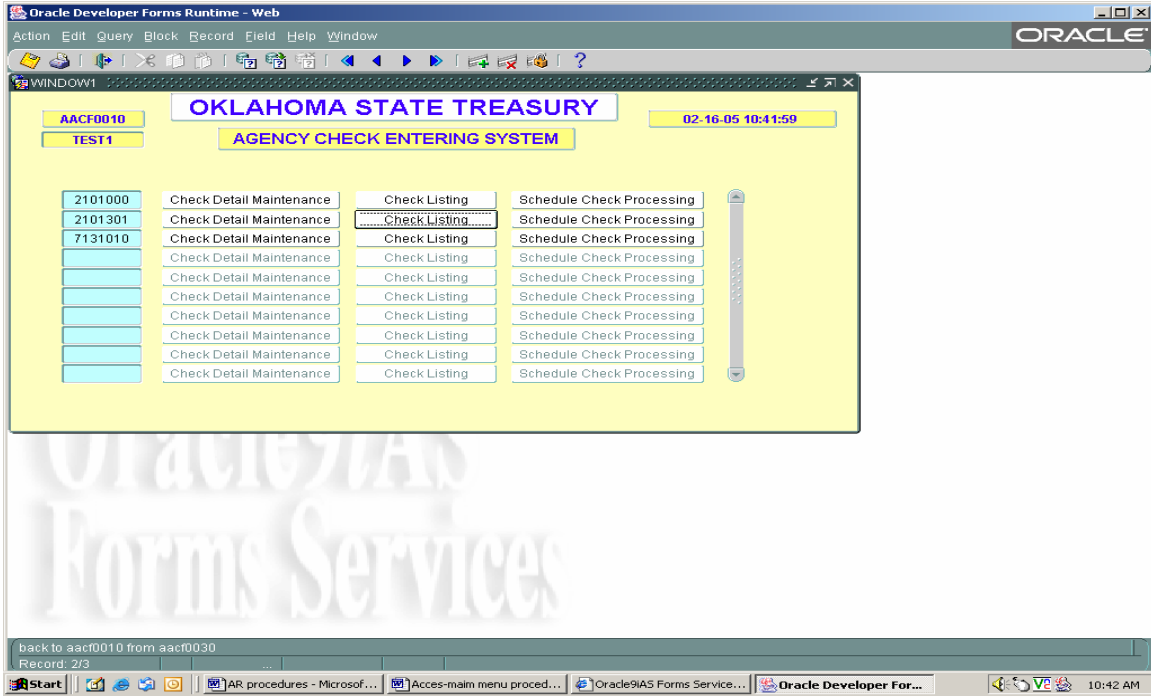 Oracle Developer Forms Runtime - Web
Action Edit Query Block Record Field Help Window
ORACLE
WINDOW1
OKLAHOMA STATE TREASURY
AACF0010
02-16-05 10:41:59
TEST1
AGENCY CHECK ENTERING SYSTEM
2101000 Check Detail Maintenance Check Listing Schedule Check Processing
2101301 Check Detail Maintenance Check Listing Schedule Check Processing
7131010 Check Detail Maintenance Check Listing Schedule Check Processing
Check Detail Maintenance Check Listing Schedule Check Processing
Check Detail Maintenance Check Listing Schedule Check Processing
Check Detail Maintenance Check Listing Schedule Check Processing
Check Detail Maintenance Check Listing Schedule Check Processing
Check Detail Maintenance Check Listing Schedule Check Processing
Check Detail Maintenance Check Listing Schedule Check Processing
Check Detail Maintenance Check Listing Schedule Check Processing
Oracle9iAS
Forms Services
back to aacf0010 from aacf0030
Record: 2/3 ...
Start AR procedures - Microsof... Acces-maim menu proced... Oracle9iAS Forms Service... Oracle Developer For... V2 10:42 AM